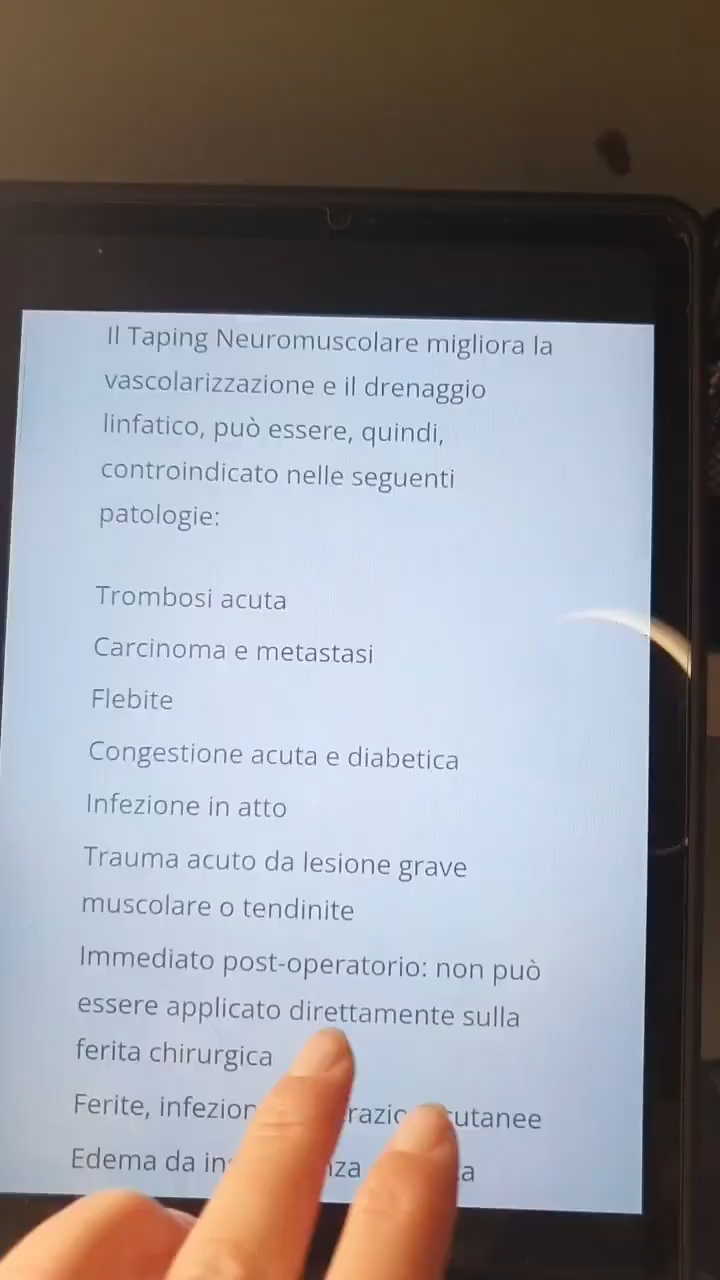 Il Taping Neuromuscolare migliora la
vascolarizzazione e il drenaggio
linfatico, può essere, quindi,
controindicato nelle seguenti
patologie:
Trombosi acuta
Carcinoma e metastasi
Flebite
Congestione acuta e diabetica
Infezione in atto
Trauma acuto da lesione grave
muscolare o tendinite
Immediato post-operatorio: non può
essere applicato direttamente sulla
ferita chirurgica
Ferite, cutanee
Edema da